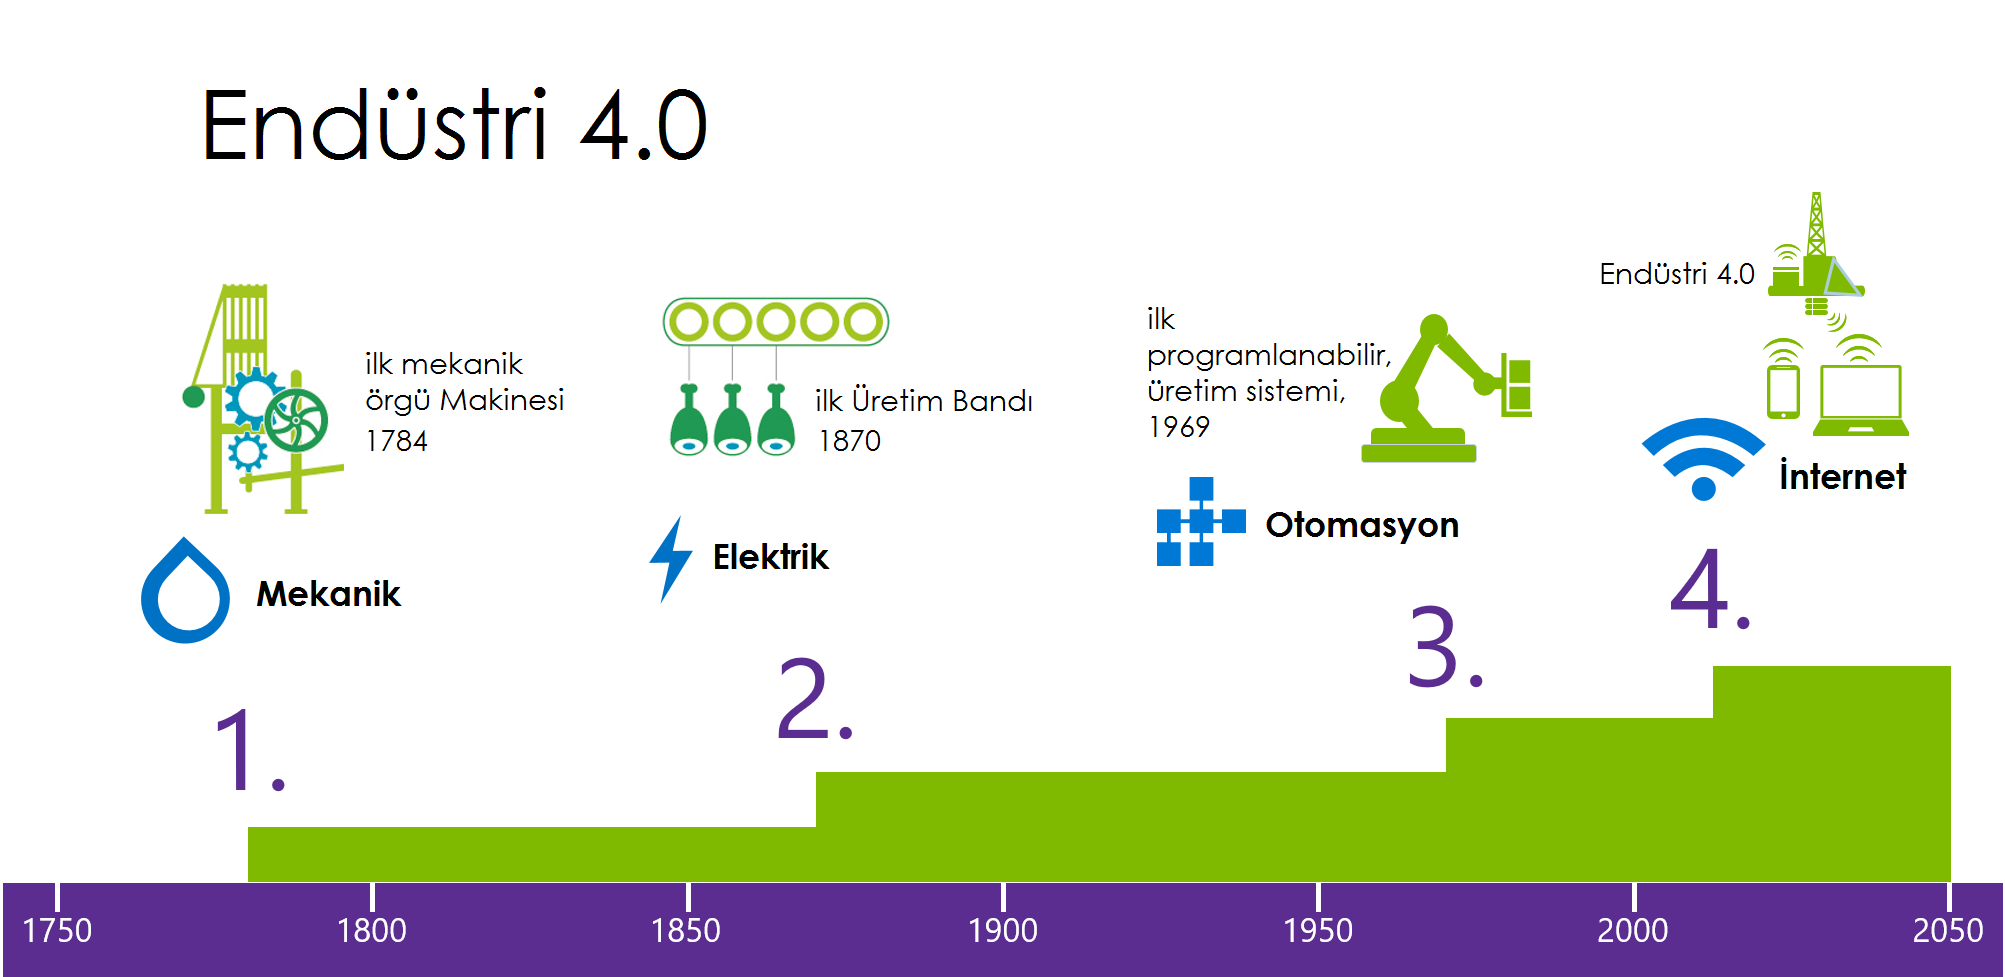 Endüstri 4.0
ilk mekanik
örgü Makinesi
1784
Mekanik
1.
ilk Üretim Bandı
1870
Elektrik
2.
ilk
programlanabilir,
üretim sistemi,
1969
Otomasyon
3.
Endüstri 4.0
İnternet
4.
1750 1800 1850 1900 1950 2000 2050